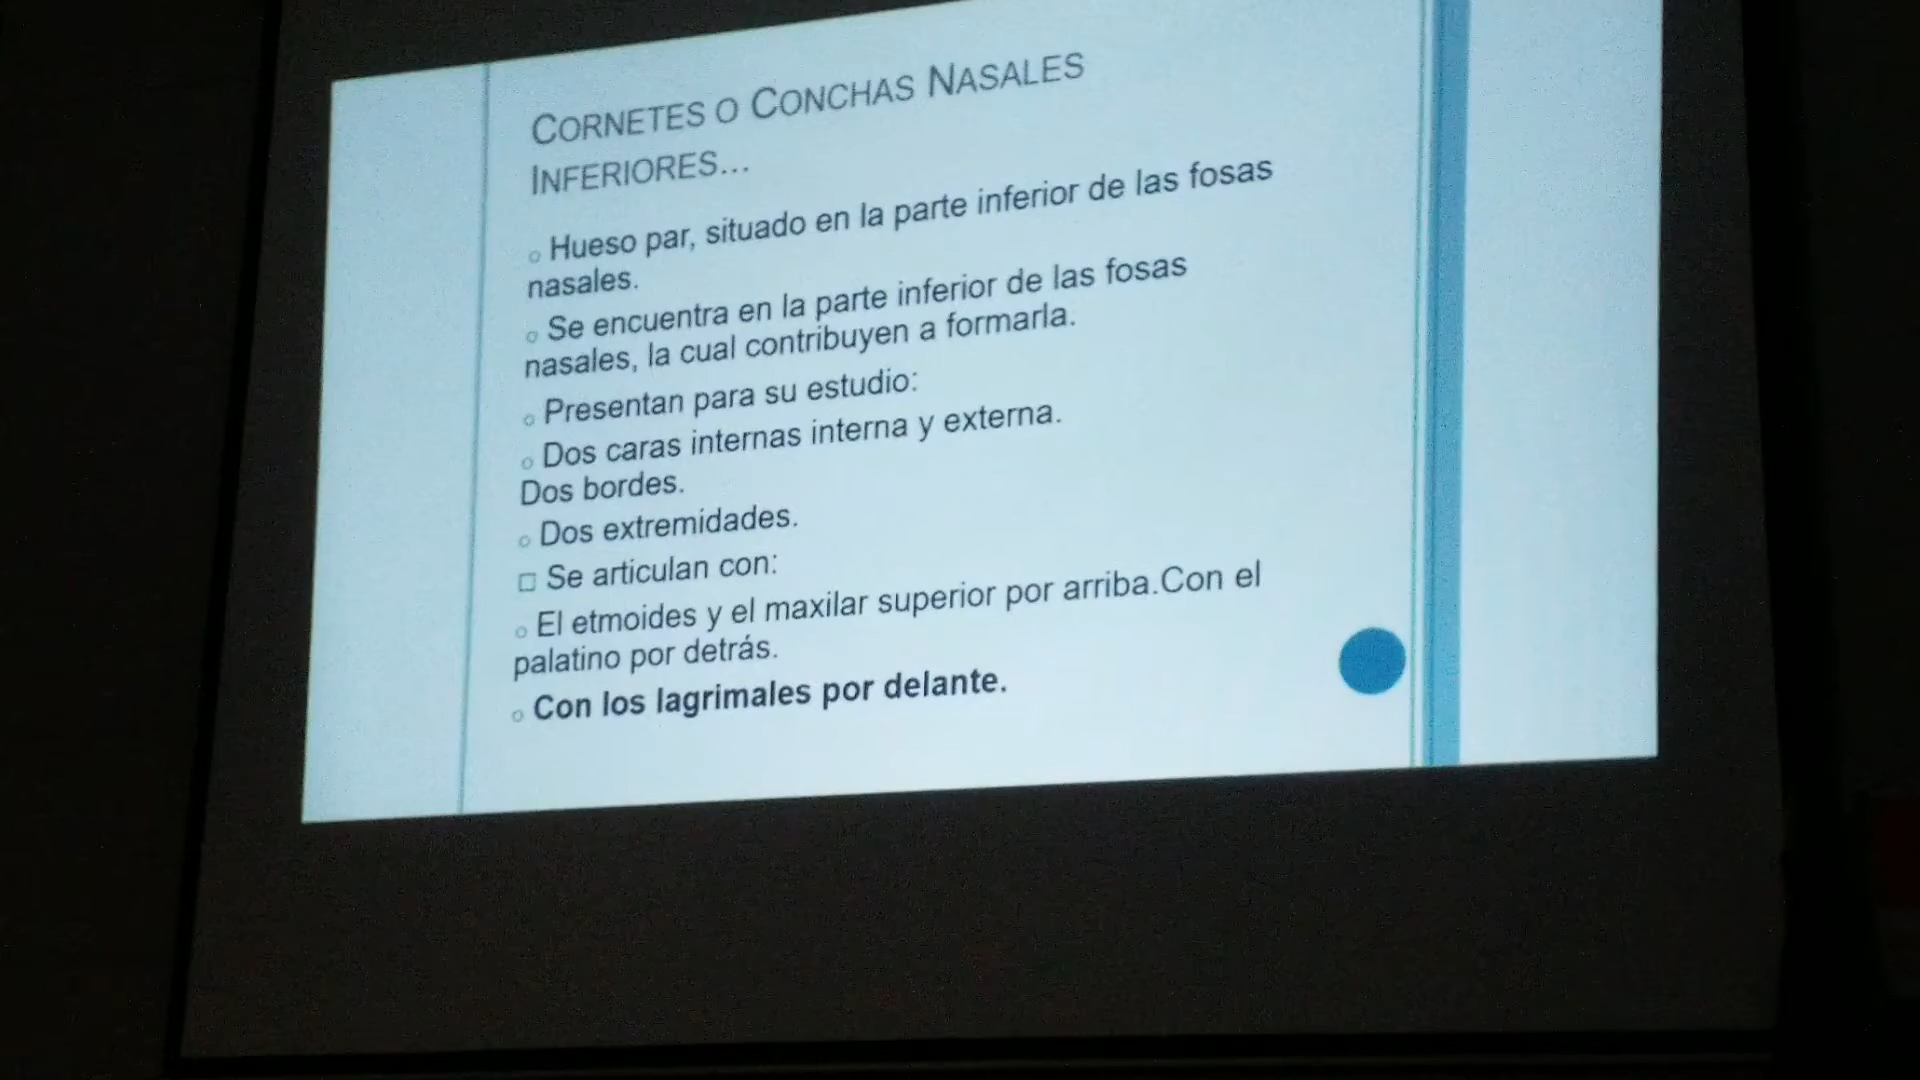 CORNETES O CONCHAS NASALES
INFERIORES...
Hueso par, situado en la parte inferior de las fosas
nasales.
Se encuentra en la parte inferior de las fosas
nasales, la cual contribuyen a formarla.
Presentan para su estudio:
Dos caras internas interna y externa.
Dos bordes.
Dos extremidades.
Se articulan con:
El etmoides y el maxilar superior por arriba.Con el
palatino por detrás.
Con los lagrimales por delante.